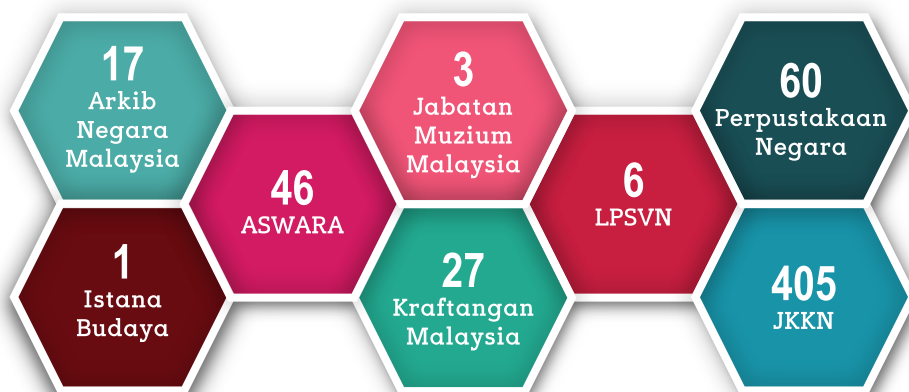 17
Arkib
Negara
Malaysia
1
Istana
Budaya
46
ASWARA
3
Jabatan
Muzium
Malaysia
27
Kraftangan
Malaysia
6
LPSVN
60
Perpustakaan
Negara
405
JKKN